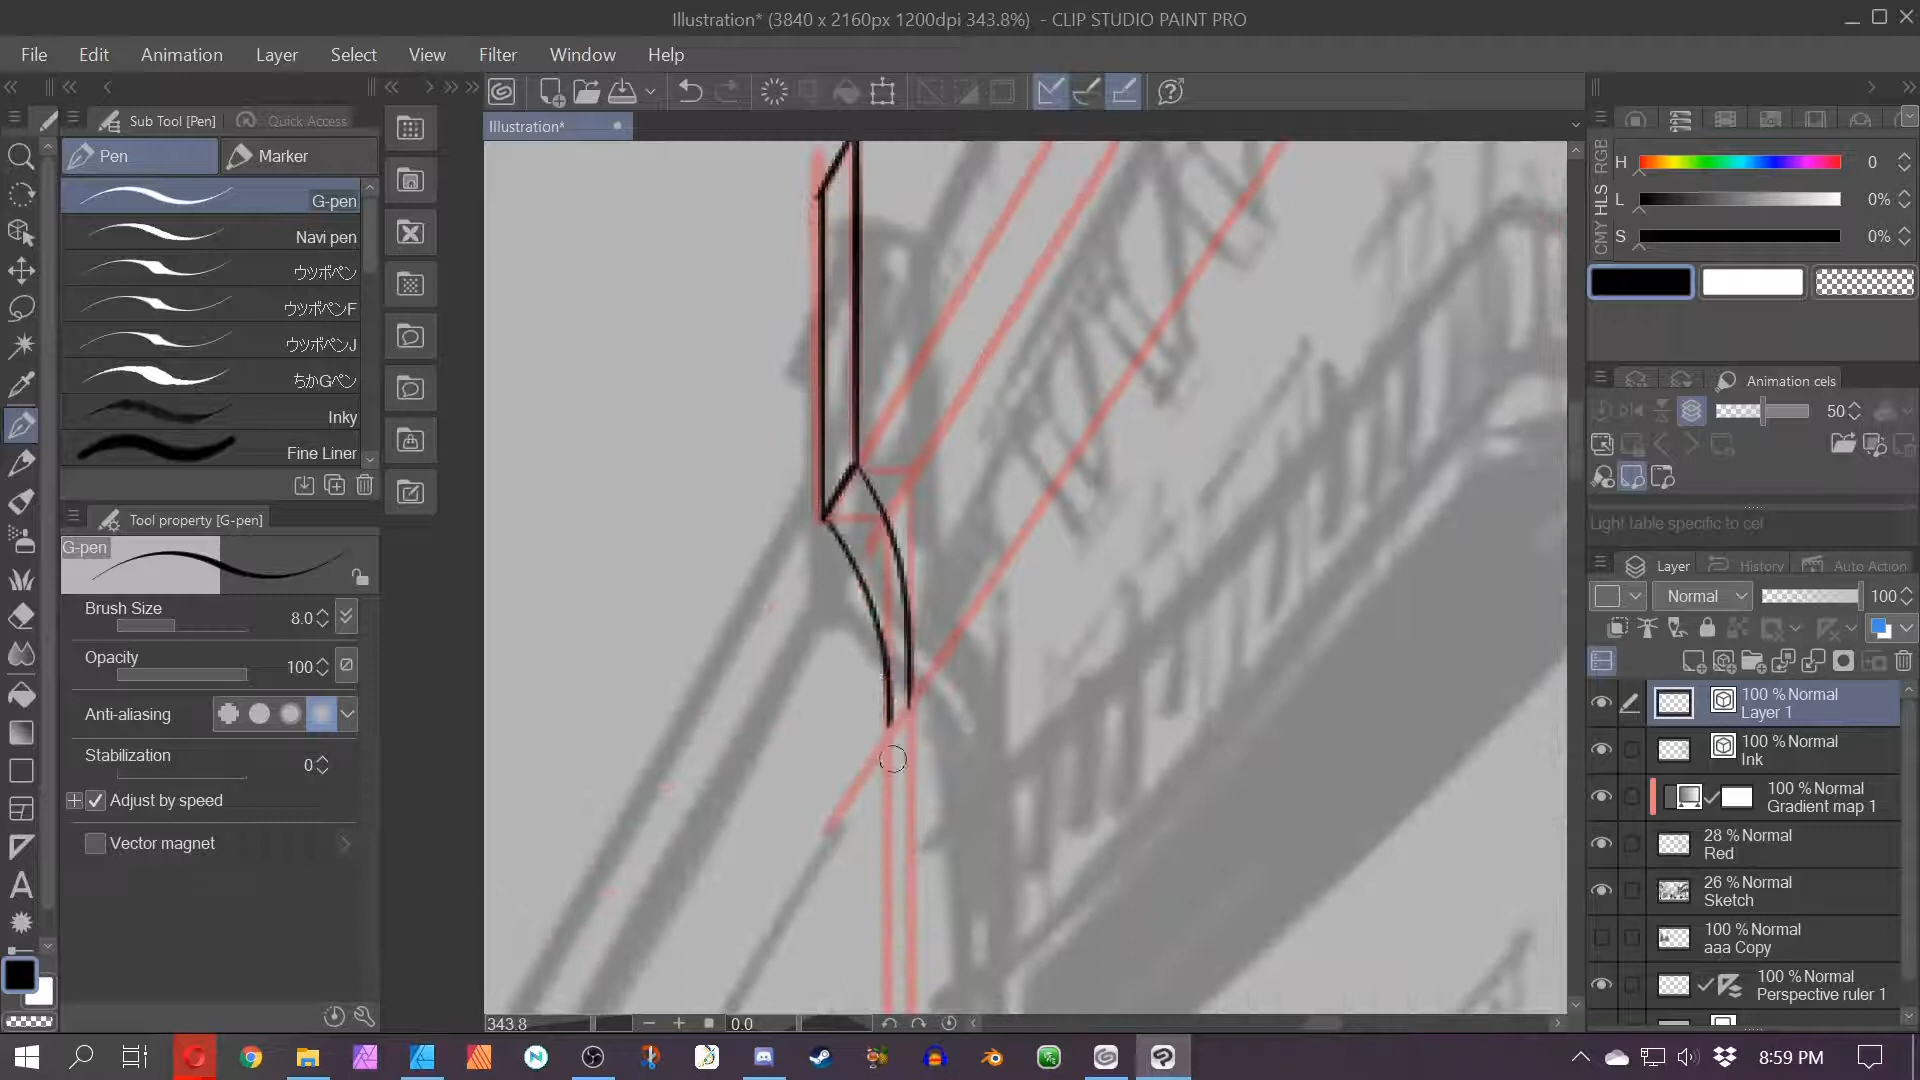 Illustration* (3840 x 2160px 1200dpi 343.8%)  - CLIP STUDIO PAINT PRO
File Edit Animation Layer Select View Filter Window Help
Sub Tool [Pen] Quick Access
Illustration*
Pen Marker
G-pen
Navi pen
ウツボペン
ウツボペンF
ウツボペンJ
ちかGペン
Inky
Fine Liner
Tool property [G-pen]
G-pen
Brush Size 8.0
Opacity 100
Anti-aliasing
Stabilization 0
Adjust by speed
Vector magnet
343.8 0.0
RGB
HLS
CMY
H 0
L 0%
S 0%
Animation cels
50
Light table specific to cel
Layer History Auto Action
Normal 100
100 % Normal
Layer 1
100 % Normal
Ink
100 % Normal
Gradient map 1
28 % Normal
Red
26 % Normal
Sketch
100 % Normal
aaa Copy
100 % Normal
Perspective ruler 1
8:59 PM